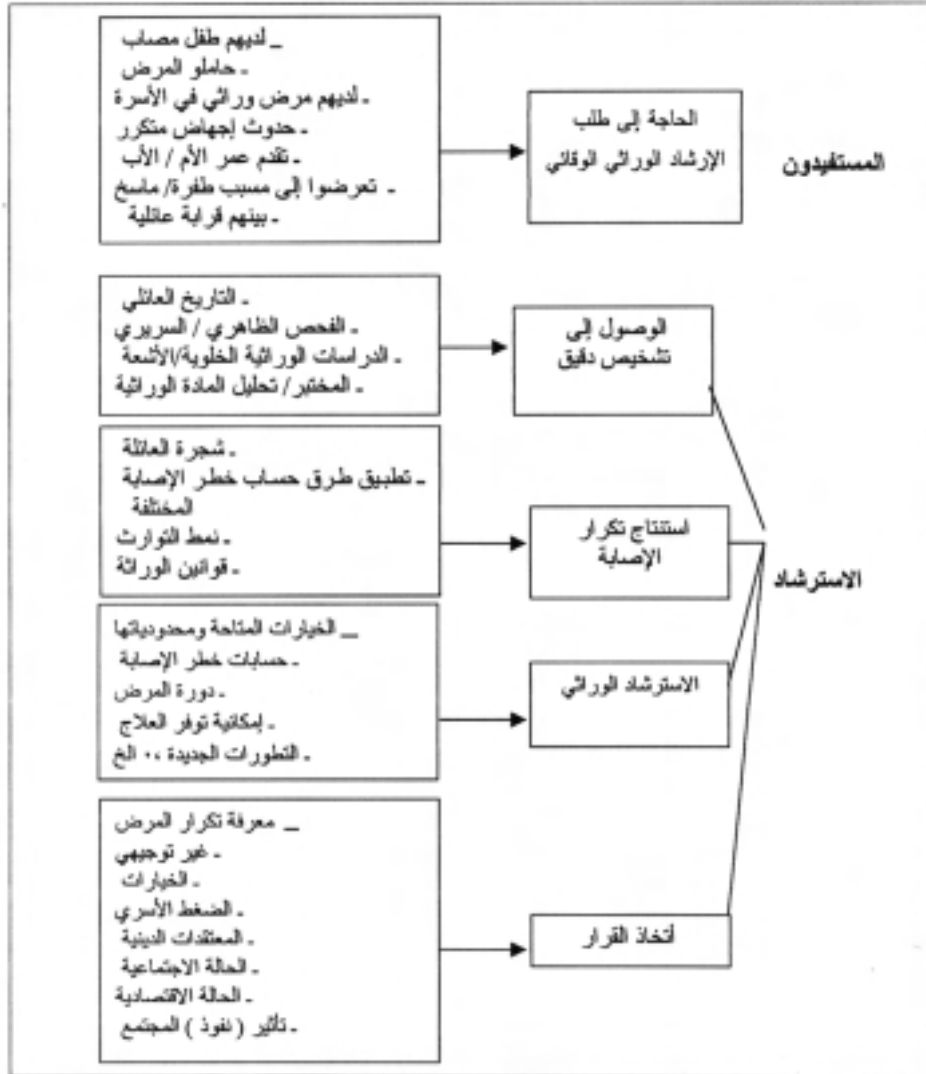 _ لديهم طفل مصاب
- حاملو المرض
- لديهم مرض وراثي في الأسرة
- حدوث إجهاض متكرر
- تقدم عمر الأم / الأب
- تعرضوا إلى مسبب طفرة/ ماسخ
- بينهم قرابة عائلية
الحاجة إلى طلب
الإرشاد الوراثي الوقائي
المستفيدون
- التاريخ العائلي
- الفحص الظاهري / السريري
- الدراسات الوراثية الخلوية/الأشعة
- المختبر / تحليل المادة الوراثية
الوصول إلى
تشخيص دقيق
- شجرة العائلة
- تطبيق طرق حساب خطر الإصابة
المختلفة
- نمط التوارث
- قوانين الوراثة
استنتاج تكرار
الإصابة
الاسترشاد
_ الخيارات المتاحة ومحدودياتها
- حسابات خطر الإصابة
- دورة المرض
- إمكانية توفر العلاج
- التطورات الجديدة ،٠ الخ
الاسترشاد الوراثي
_ معرفة تكرار المرض
- غير توجيهي
- الخيارات
- الضغط الأسري
- المعتقدات الدينية
- الحالة الاجتماعية
- الحالة الاقتصادية
- تأثير ( نفوذ ) المجتمع
أتخاذ القرار